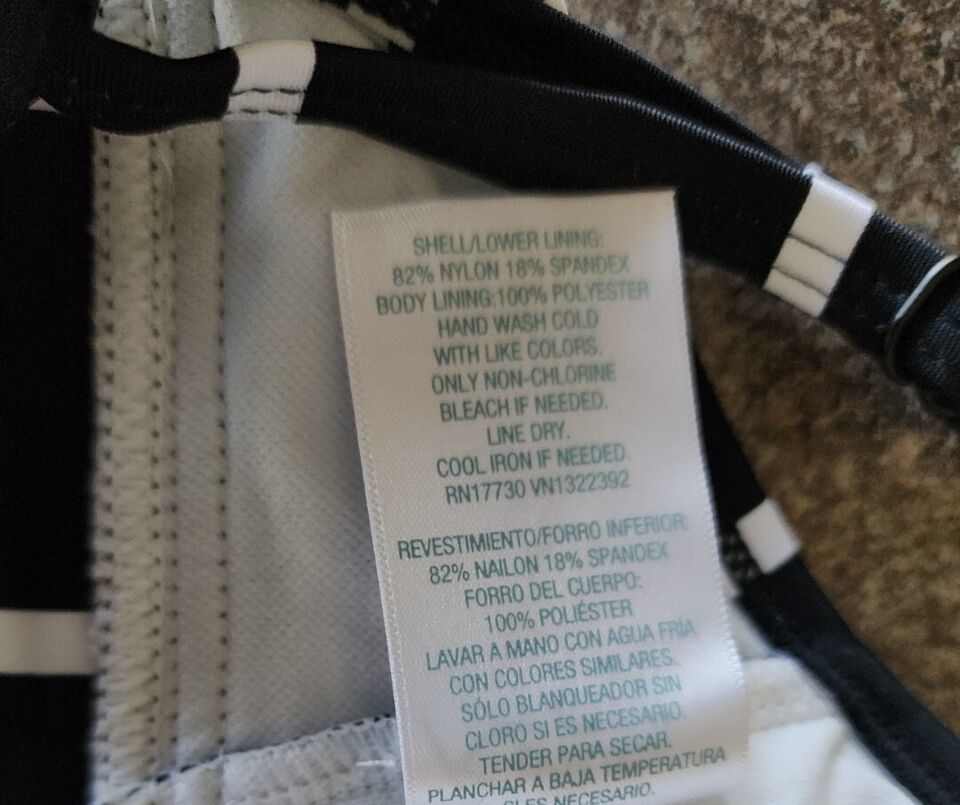 SHELL/LOWER LINING:
82% NYLON 18% SPANDEX
BODY LINING:100% POLYESTER
HAND WASH COLD
WITH LIKE COLORS.
ONLY NON-CHLORINE
BLEACH IF NEEDED.
LINE DRY.
COOL IRON IF NEEDED.
RN17730 VN1322392
REVESTIMIENTO/FORRO INFERIOR:
82% NAILON 18% SPANDEX
FORRO DEL CUERPO:
100% POLIÉSTER
LAVAR A MANO CON AGUA FRÍA
CON COLORES SIMILARES.
SÓLO BLANQUEADOR SIN
CLORO SI ES NECESARIO.
TENDER PARA SECAR.
PLANCHAR A BAJA TEMPERATURA
SI ES NECESARIO.